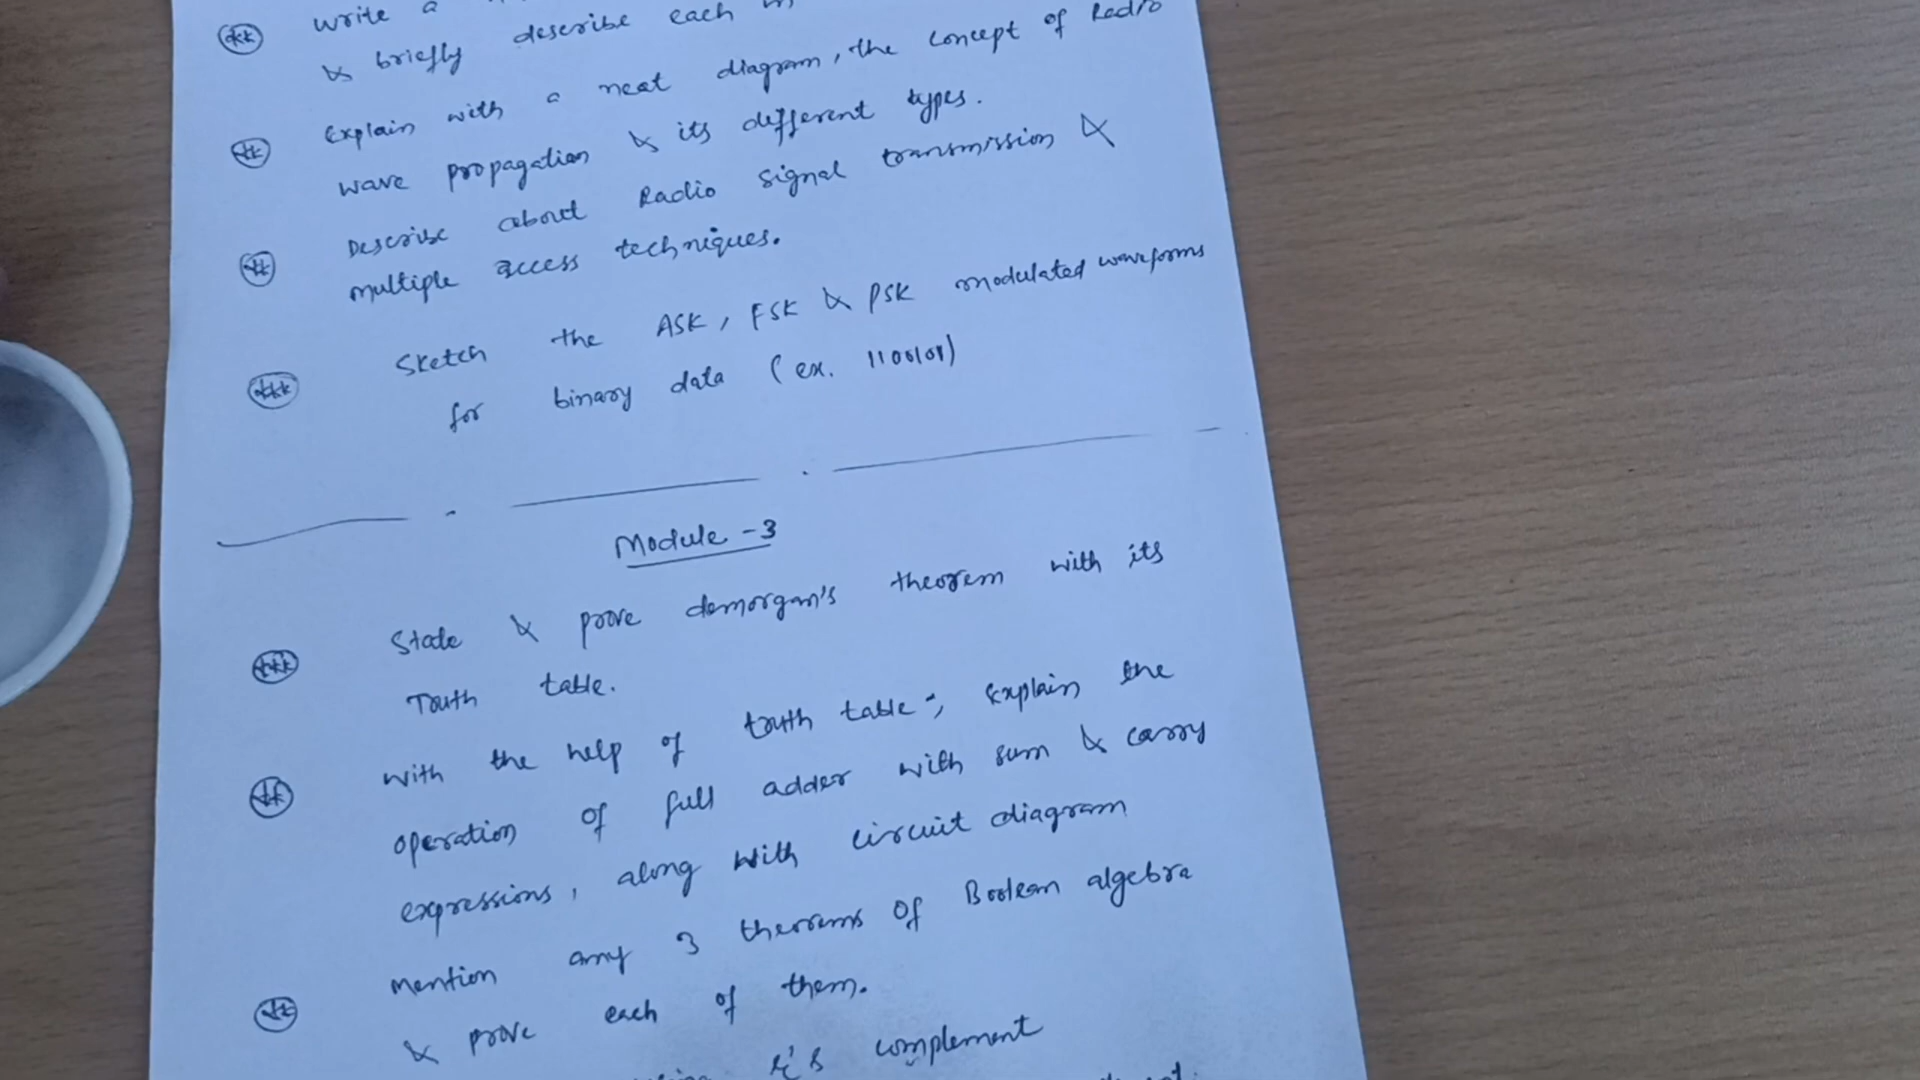 ** write a
& briefly describe each
** Explain with a neat diagram, the concept of Radio
wave propagation & its different types.
** Describe about Radio signal transmission &
multiple access techniques.
*** Sketch the ASK, FSK & PSK modulated waveforms
for binary data (ex. 1100101)
Module - 3
*** State & prove demorgan's theorem with its
Truth table.
** with the help of truth table, Explain the
operation of full adder with sum & carry
expressions, along with circuit diagram
** mention any 3 theorems of Boolean algebra
& prove each of them.
complement